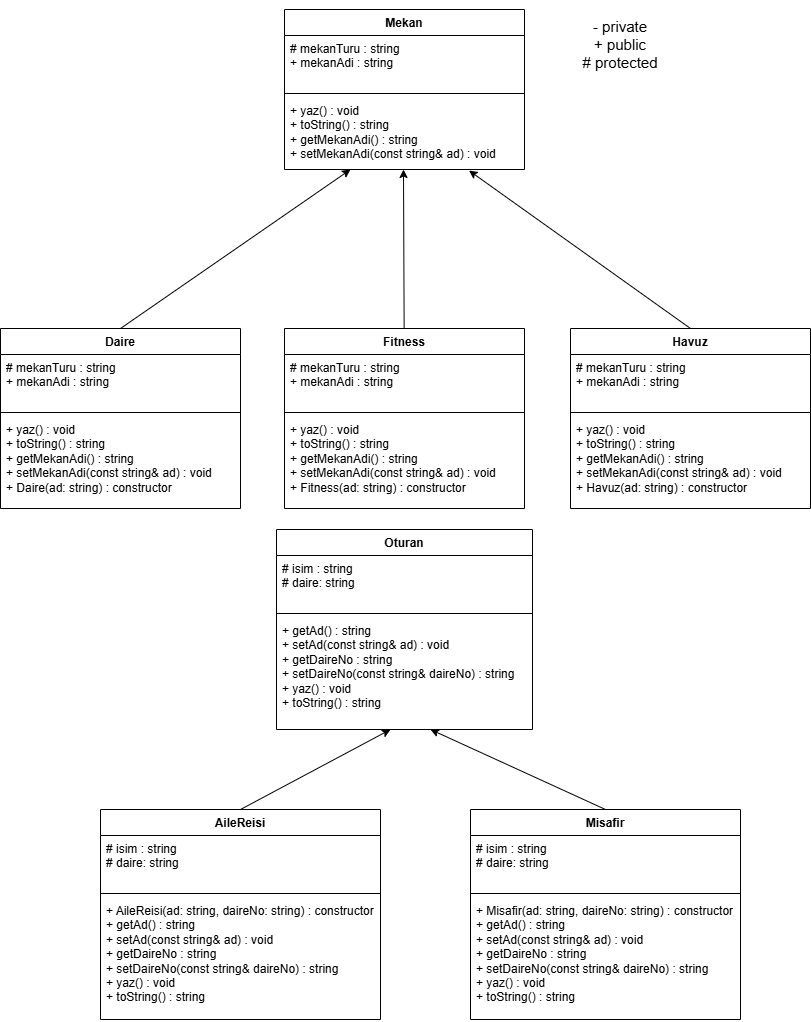 Mekan
# mekanTuru : string
+ mekanAdi : string
+ yaz() : void
+ toString() : string
+ getMekanAdi() : string
+ setMekanAdi(const string& ad) : void
- private
+ public
# protected
Daire
# mekanTuru : string
+ mekanAdi : string
+ yaz() : void
+ toString() : string
+ getMekanAdi() : string
+ setMekanAdi(const string& ad) : void
+ Daire(ad: string) : constructor
Fitness
# mekanTuru : string
+ mekanAdi : string
+ yaz() : void
+ toString() : string
+ getMekanAdi() : string
+ setMekanAdi(const string& ad) : void
+ Fitness(ad: string) : constructor
Havuz
# mekanTuru : string
+ mekanAdi : string
+ yaz() : void
+ toString() : string
+ getMekanAdi() : string
+ setMekanAdi(const string& ad) : void
+ Havuz(ad: string) : constructor
Oturan
# isim : string
# daire: string
+ getAd() : string
+ setAd(const string& ad) : void
+ getDaireNo : string
+ setDaireNo(const string& daireNo) : string
+ yaz() : void
+ toString() : string
AileReisi
# isim : string
# daire: string
+ AileReisi(ad: string, daireNo: string) : constructor
+ getAd() : string
+ setAd(const string& ad) : void
+ getDaireNo : string
+ setDaireNo(const string& daireNo) : string
+ yaz() : void
+ toString() : string
Misafir
# isim : string
# daire: string
+ Misafir(ad: string, daireNo: string) : constructor
+ getAd() : string
+ setAd(const string& ad) : void
+ getDaireNo : string
+ setDaireNo(const string& daireNo) : string
+ yaz() : void
+ toString() : string